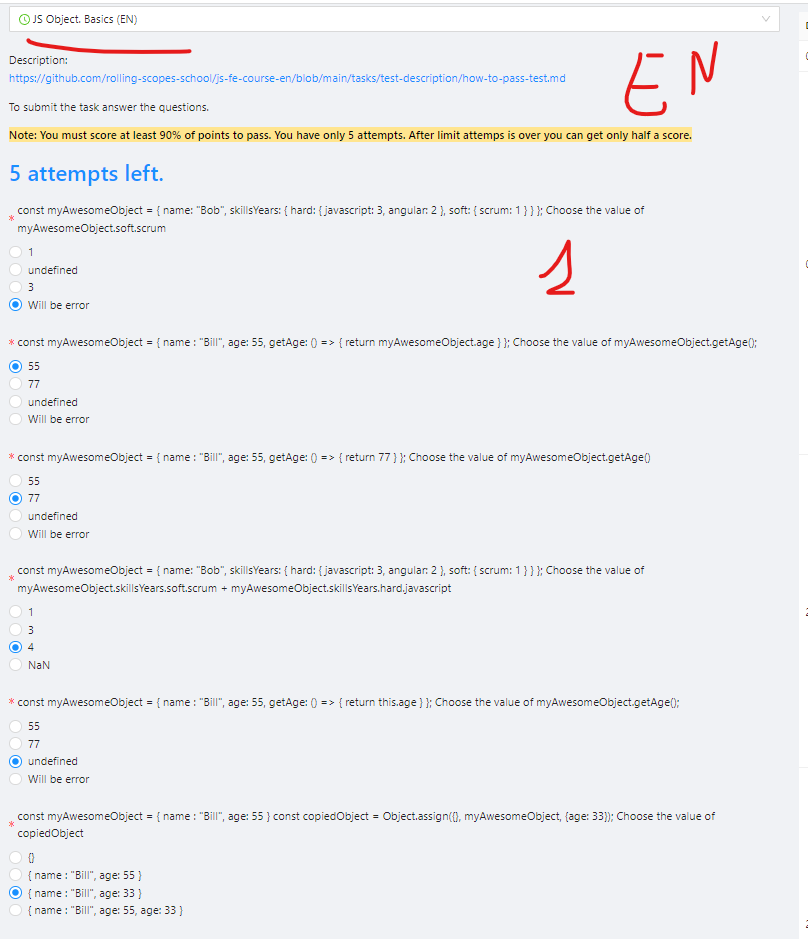 JS Object. Basics (EN)
Description:
https://github.com/rolling-scopes-school/js-fe-course-en/blob/main/tasks/test-description/how-to-pass-test.md
EN
To submit the task answer the questions.
Note: You must score at least 90% of points to pass. You have only 5 attempts. After limit attemps is over you can get only half a score.
5 attempts left.
* const myAwesomeObject = { name: "Bob", skillsYears: { hard: { javascript: 3, angular: 2 }, soft: { scrum: 1 } } }; Choose the value of
myAwesomeObject.soft.scrum
1
undefined
3
Will be error
1
* const myAwesomeObject = { name : "Bill", age: 55, getAge: () => { return myAwesomeObject.age } }; Choose the value of myAwesomeObject.getAge();
55
77
undefined
Will be error
* const myAwesomeObject = { name : "Bill", age: 55, getAge: () => { return 77 } }; Choose the value of myAwesomeObject.getAge()
55
77
undefined
Will be error
* const myAwesomeObject = { name: "Bob", skillsYears: { hard: { javascript: 3, angular: 2 }, soft: { scrum: 1 } } }; Choose the value of
myAwesomeObject.skillsYears.soft.scrum + myAwesomeObject.skillsYears.hard.javascript
1
3
4
NaN
* const myAwesomeObject = { name : "Bill", age: 55, getAge: () => { return this.age } }; Choose the value of myAwesomeObject.getAge();
55
77
undefined
Will be error
* const myAwesomeObject = { name : "Bill", age: 55 } const copiedObject = Object.assign({}, myAwesomeObject, {age: 33}); Choose the value of
copiedObject
{}
{ name : "Bill", age: 55 }
{ name : "Bill", age: 33 }
{ name : "Bill", age: 55, age: 33 }